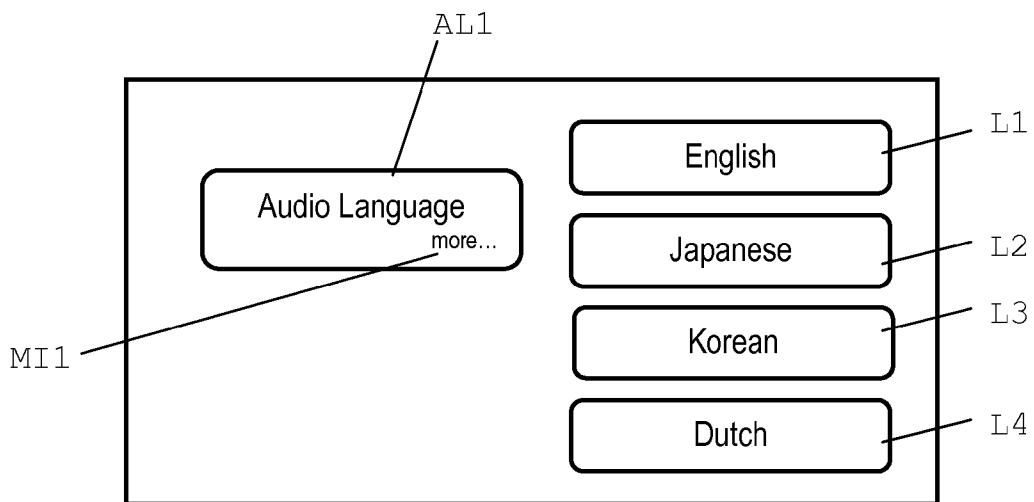 AL1
English
L1
Audio Language
more...
Japanese
L2
MI1
Korean
L3
Dutch
L4